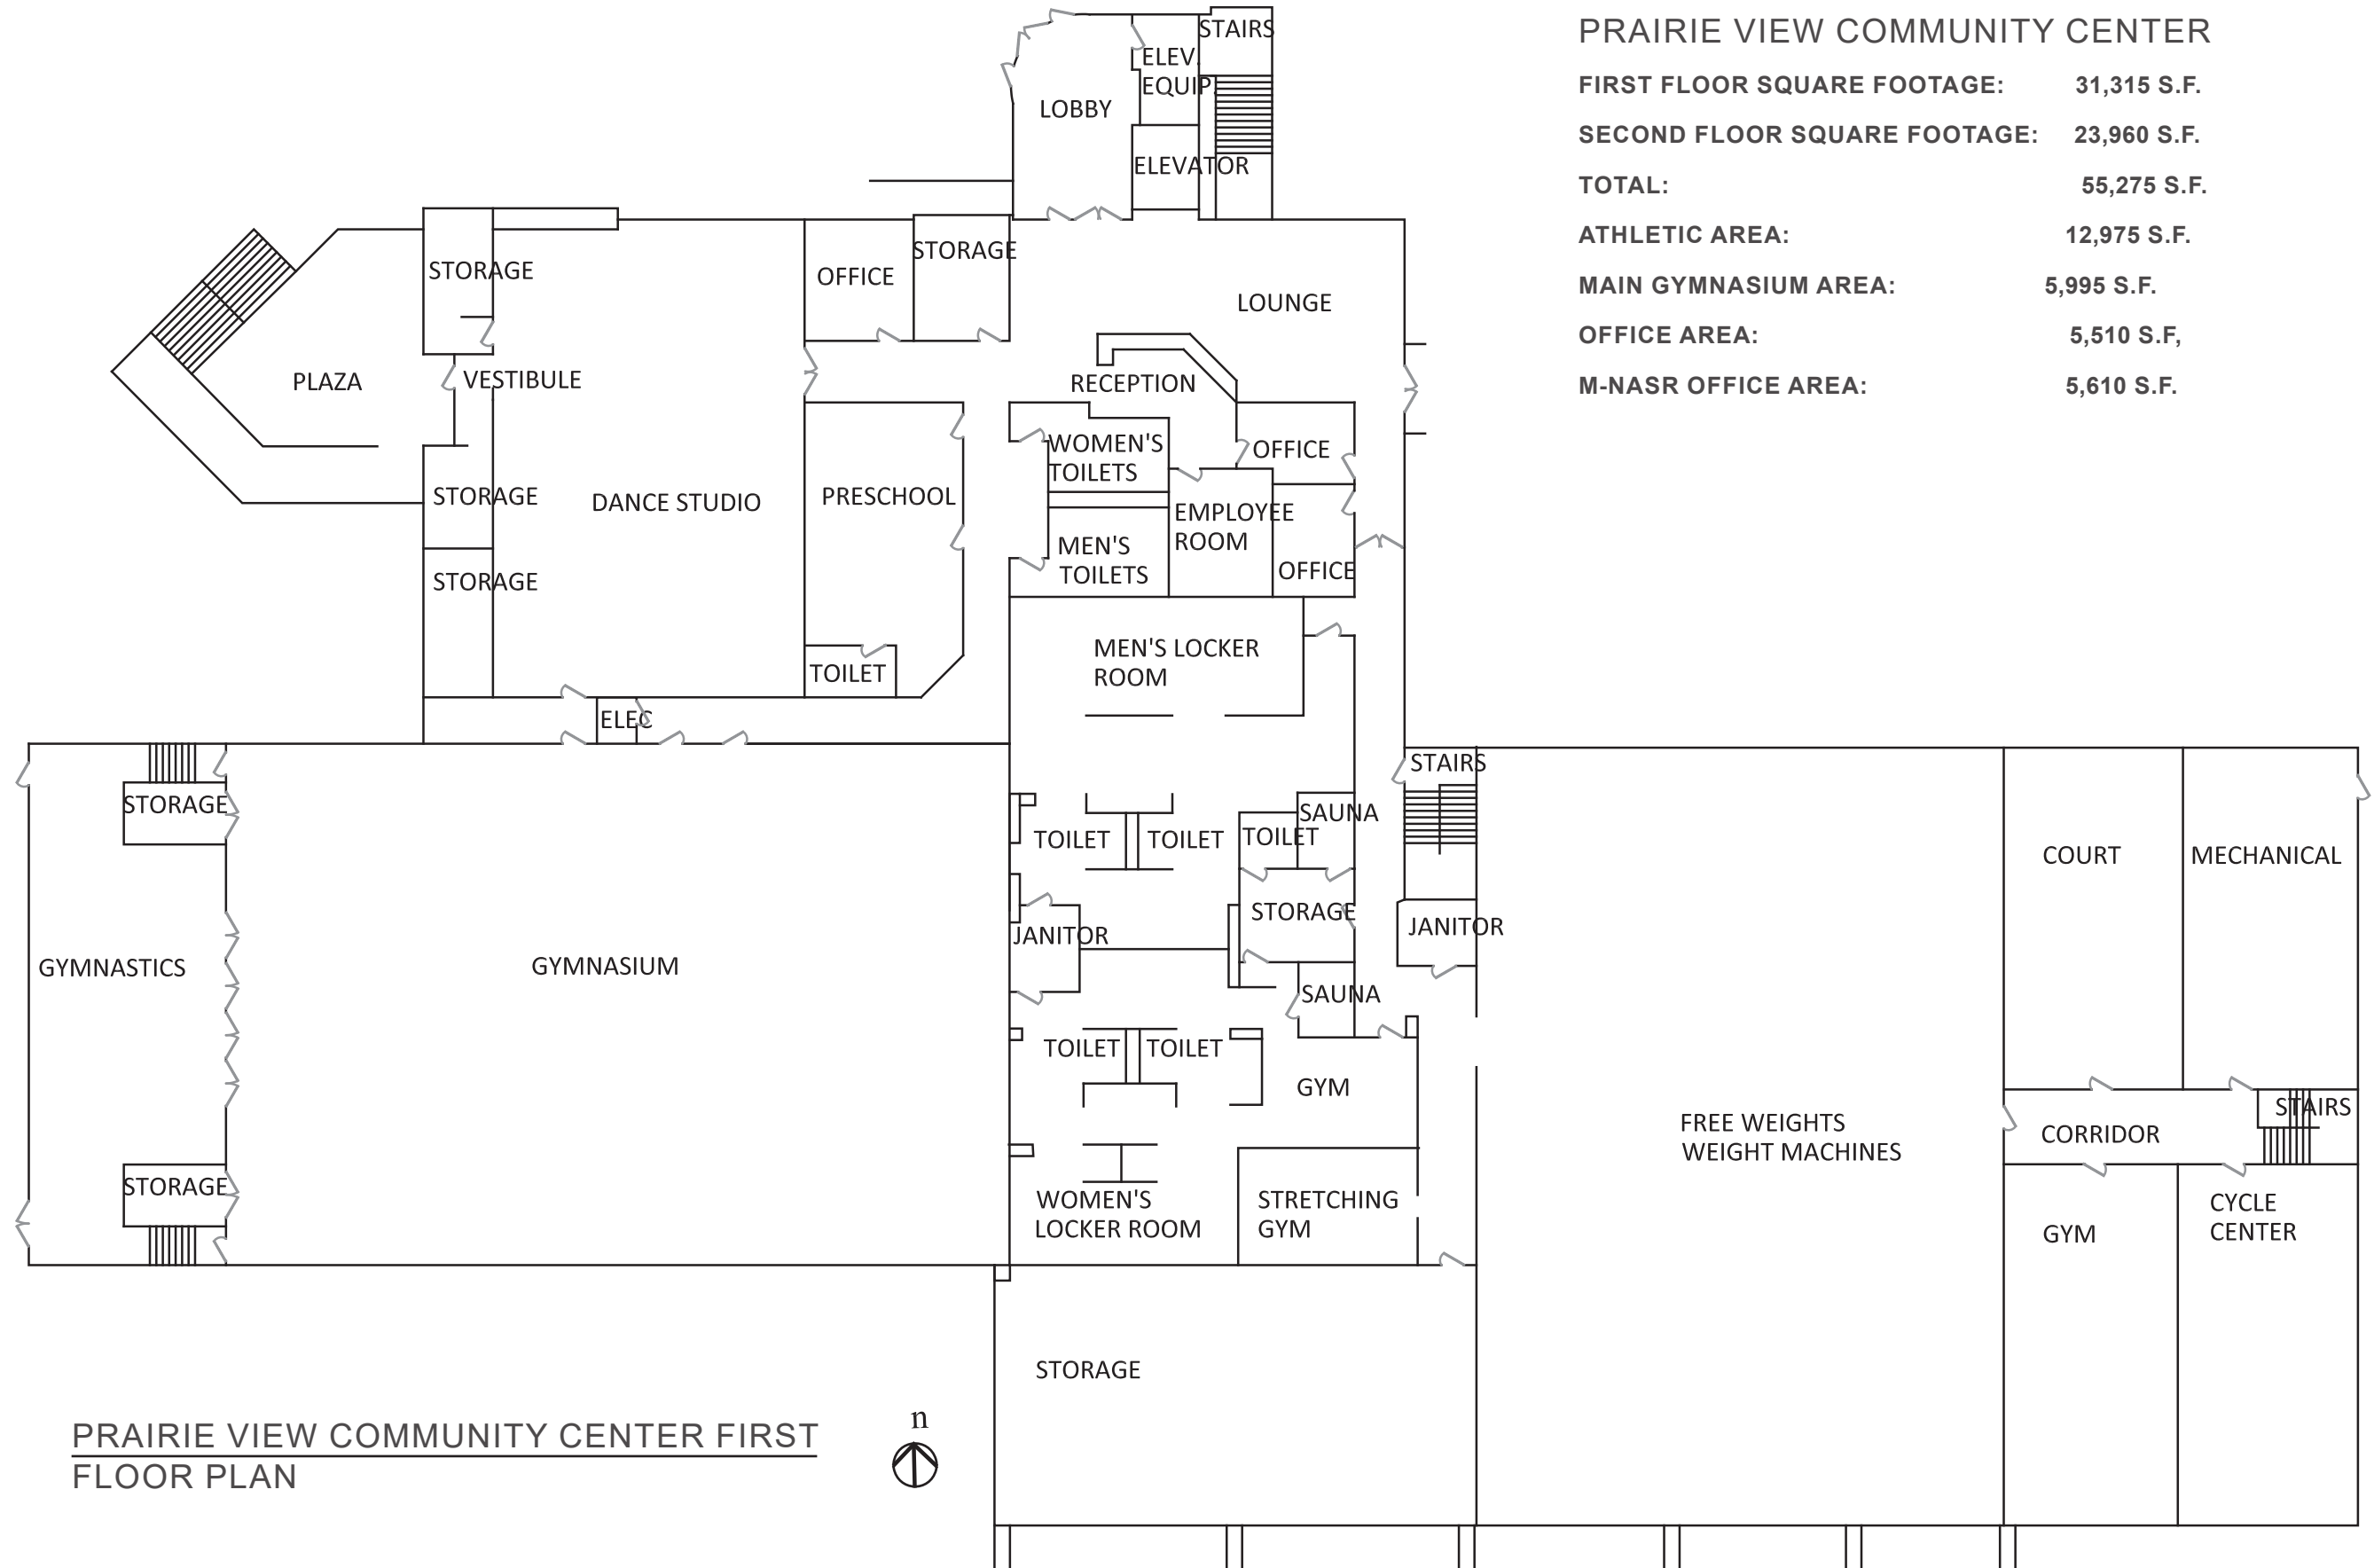 PRAIRIE VIEW COMMUNITY CENTER
FIRST FLOOR SQUARE FOOTAGE: 31,315 S.F.
SECOND FLOOR SQUARE FOOTAGE: 23,960 S.F.
TOTAL: 55,275 S.F.
ATHLETIC AREA: 12,975 S.F.
MAIN GYMNASIUM AREA: 5,995 S.F.
OFFICE AREA: 5,510 S.F,
M-NASR OFFICE AREA: 5,610 S.F.
STAIRS
ELEV.
EQUIP.
LOBBY
ELEVATOR
STORAGE
OFFICE
STORAGE
LOUNGE
PLAZA
VESTIBULE
RECEPTION
WOMEN'S
TOILETS
OFFICE
STORAGE
DANCE STUDIO
PRESCHOOL
EMPLOYEE
ROOM
MEN'S
TOILETS
OFFICE
STORAGE
MEN'S LOCKER
ROOM
TOILET
ELEC
STAIRS
STORAGE
TOILET
TOILET
TOILET
SAUNA
COURT
MECHANICAL
STORAGE
JANITOR
JANITOR
GYMNASTICS
GYMNASIUM
SAUNA
TOILET
TOILET
GYM
FREE WEIGHTS
WEIGHT MACHINES
STAIRS
CORRIDOR
STORAGE
WOMEN'S
LOCKER ROOM
STRETCHING
GYM
GYM
CYCLE
CENTER
STORAGE
PRAIRIE VIEW COMMUNITY CENTER FIRST
FLOOR PLAN
n